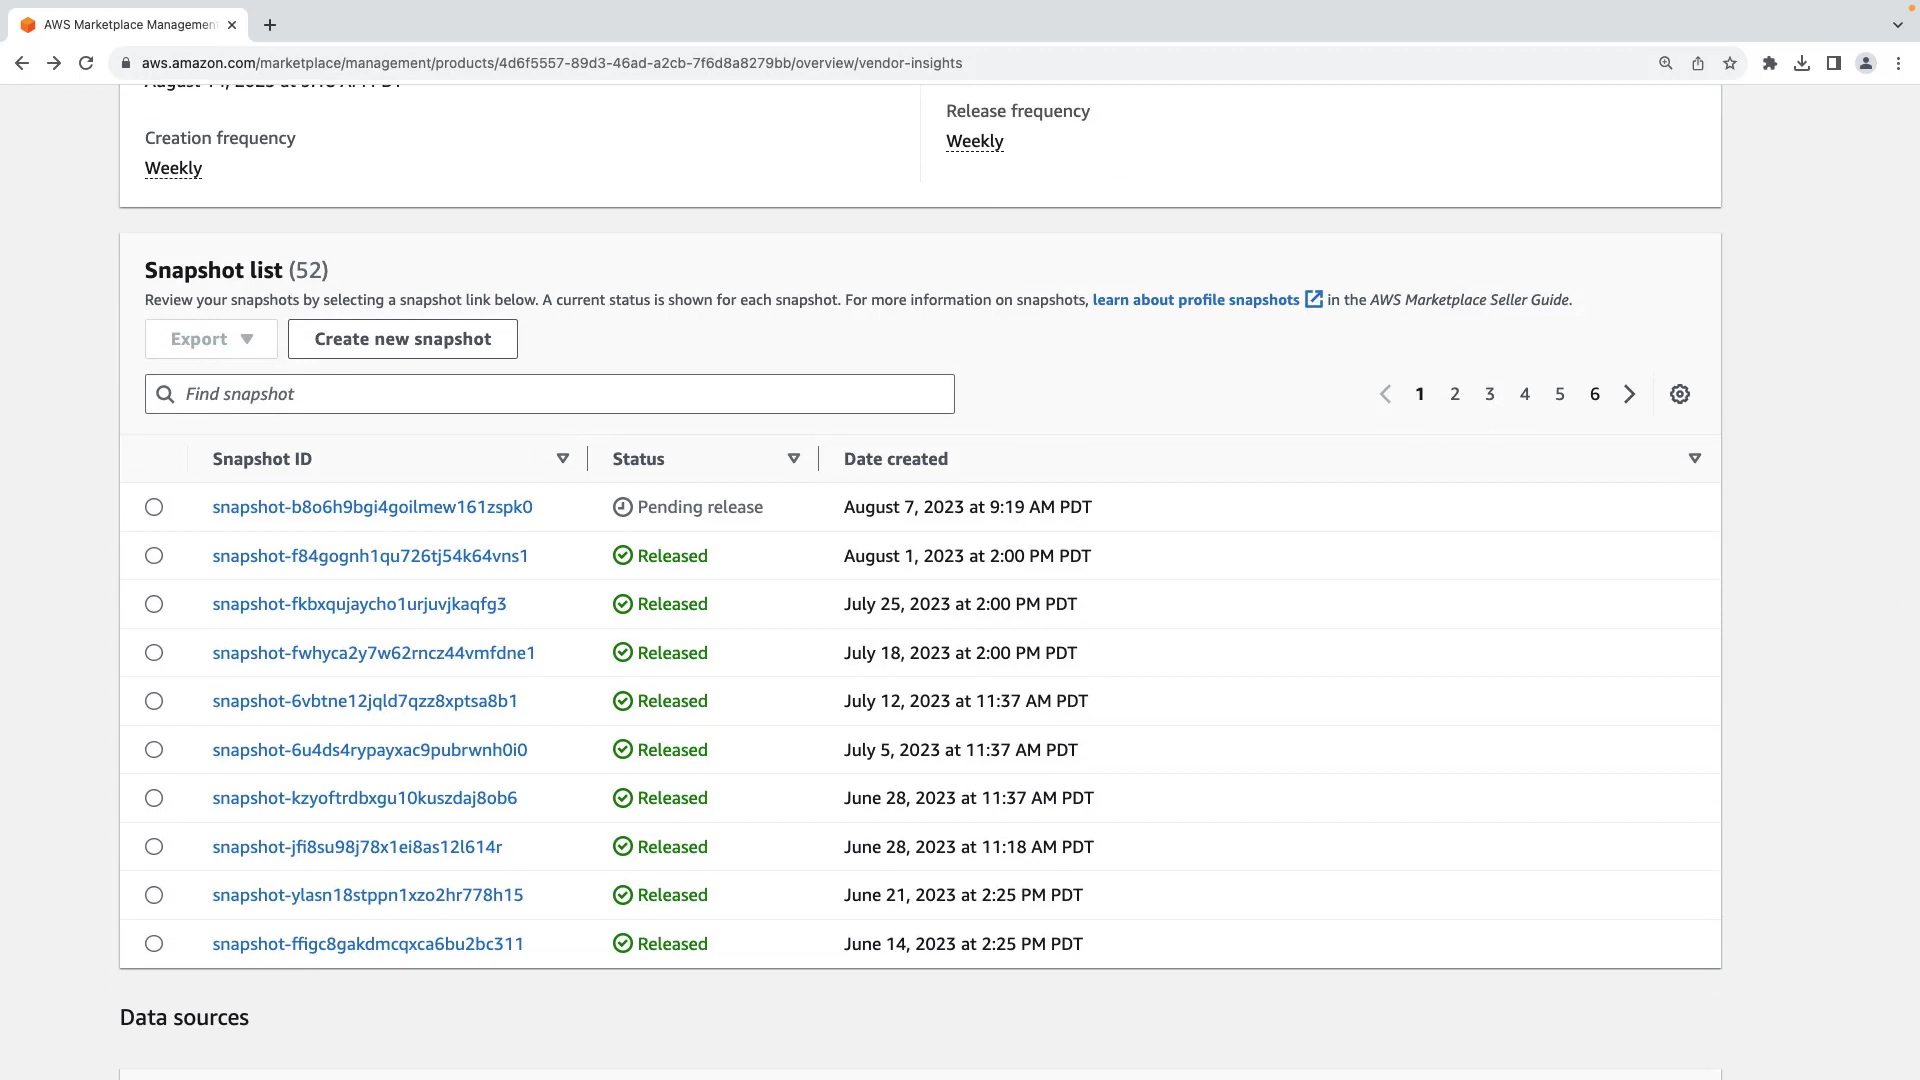 AWS Marketplace Managemen
aws.amazon.com/marketplace/management/products/4d6f5557-89d3-46ad-a2cb-7f6d8a8279bb/overview/vendor-insights
Creation frequency
Weekly
Release frequency
Weekly
Snapshot list (52)
Review your snapshots by selecting a snapshot link below. A current status is shown for each snapshot. For more information on snapshots, learn about profile snapshots in the AWS Marketplace Seller Guide.
Export Create new snapshot
Find snapshot 1 2 3 4 5 6
Snapshot ID Status Date created
snapshot-b8o6h9bgi4goilmew161zspk0 Pending release August 7, 2023 at 9:19 AM PDT
snapshot-f84gognh1qu726tj54k64vns1 Released August 1, 2023 at 2:00 PM PDT
snapshot-fkbxqujaycho1urjuvjkaqfg3 Released July 25, 2023 at 2:00 PM PDT
snapshot-fwhyca2y7w62rncz44vmfdne1 Released July 18, 2023 at 2:00 PM PDT
snapshot-6vbtne12jqld7qzz8xptsa8b1 Released July 12, 2023 at 11:37 AM PDT
snapshot-6u4ds4rypayxac9pubrwnh0i0 Released July 5, 2023 at 11:37 AM PDT
snapshot-kzyoftrdbxgu10kuszdaj8ob6 Released June 28, 2023 at 11:37 AM PDT
snapshot-jfi8su98j78x1ei8as12l614r Released June 28, 2023 at 11:18 AM PDT
snapshot-ylasn18stppn1xzo2hr778h15 Released June 21, 2023 at 2:25 PM PDT
snapshot-ffigc8gakdmcqxca6bu2bc311 Released June 14, 2023 at 2:25 PM PDT
Data sources